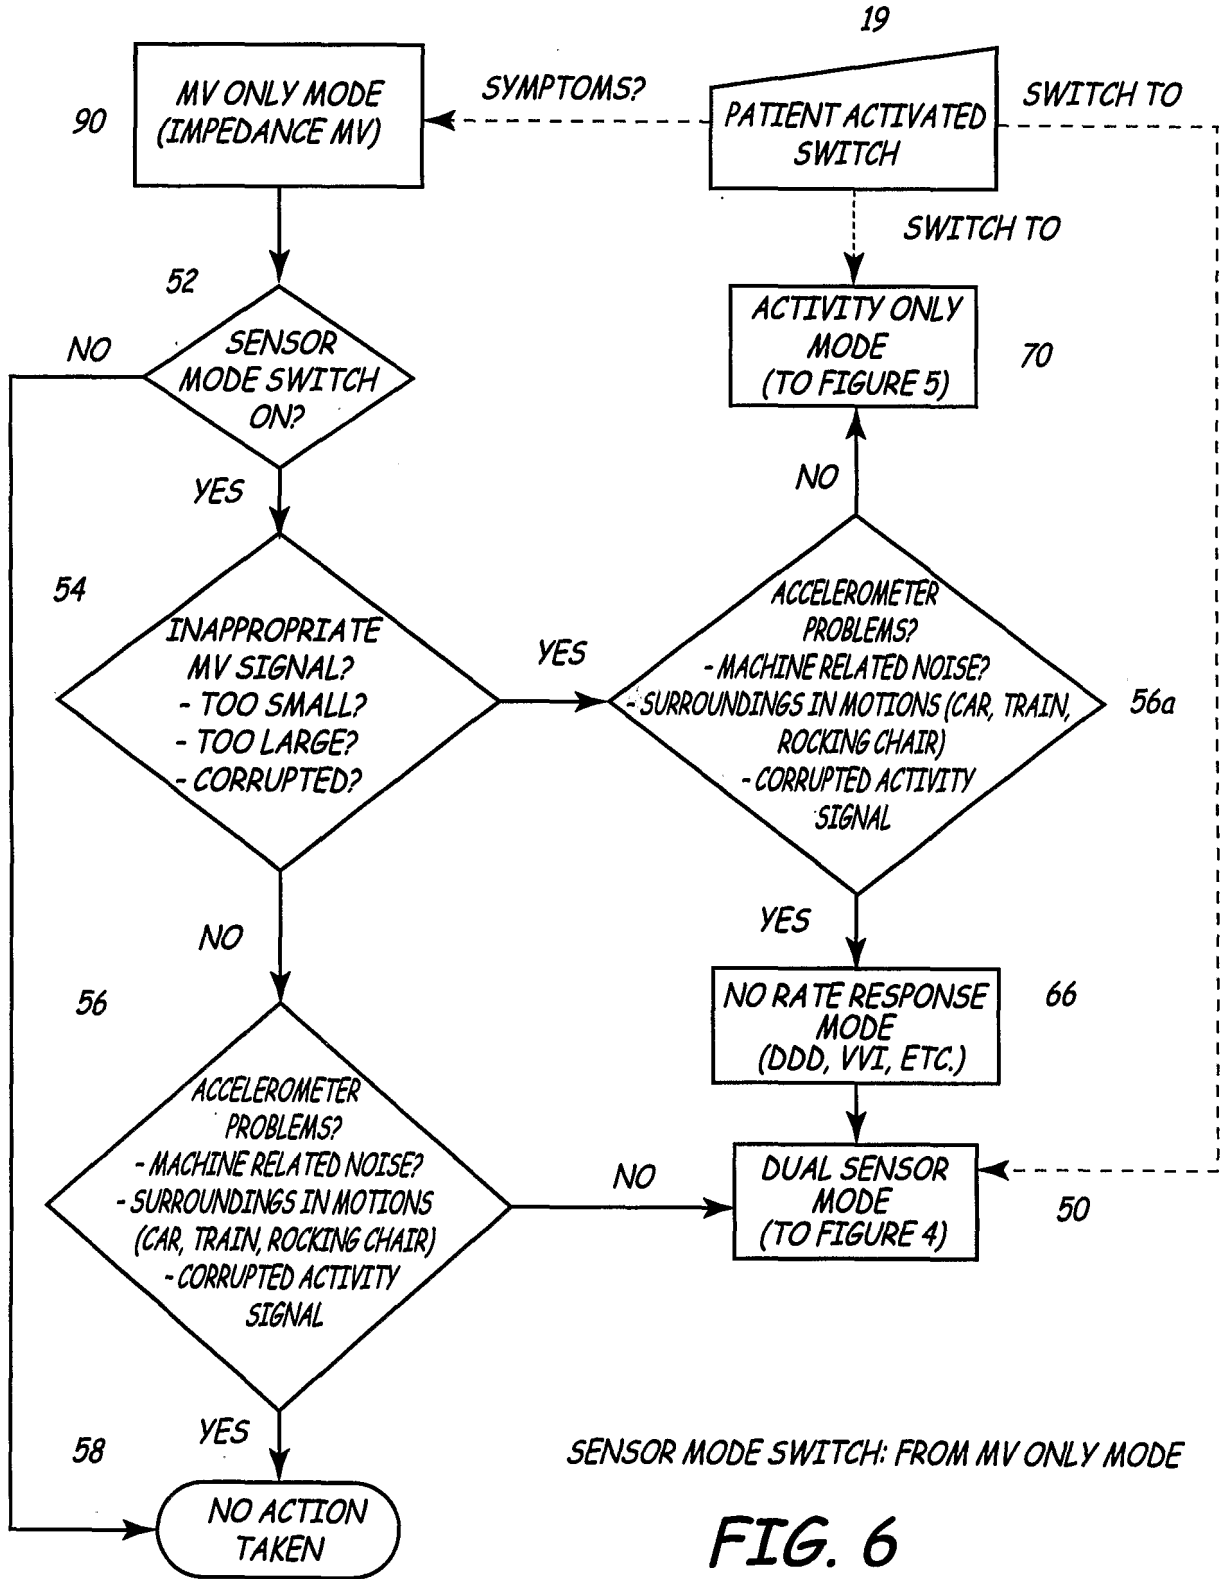 19
MV ONLY MODE
(IMPEDANCE MV)
90
SYMPTOMS?
PATIENT ACTIVATED
SWITCH
SWITCH TO
SWITCH TO
52
SENSOR
MODE SWITCH
ON?
NO
YES
ACTIVITY ONLY
MODE
(TO FIGURE 5)
70
NO
54
INAPPROPRIATE
MV SIGNAL?
- TOO SMALL?
- TOO LARGE?
- CORRUPTED?
YES
ACCELEROMETER
PROBLEMS?
- MACHINE RELATED NOISE?
- SURROUNDINGS IN MOTIONS (CAR, TRAIN,
ROCKING CHAIR)
- CORRUPTED ACTIVITY
SIGNAL
56a
NO
YES
56
NO RATE RESPONSE
MODE
(DDD, VVI, ETC.)
66
ACCELEROMETER
PROBLEMS?
- MACHINE RELATED NOISE?
- SURROUNDINGS IN MOTIONS
(CAR, TRAIN, ROCKING CHAIR)
- CORRUPTED ACTIVITY
SIGNAL
NO
DUAL SENSOR
MODE
(TO FIGURE 4)
50
YES
58
NO ACTION
TAKEN
SENSOR MODE SWITCH: FROM MV ONLY MODE
FIG. 6